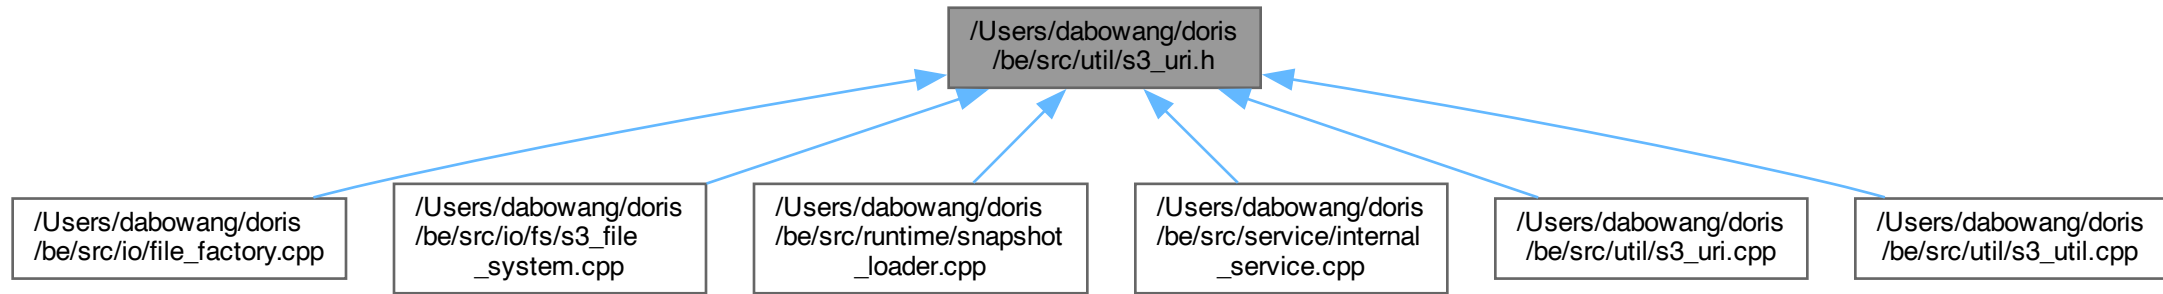 /Users/dabowang/doris
/be/src/util/s3_uri.h
/Users/dabowang/doris
/be/src/io/file_factory.cpp
/Users/dabowang/doris
/be/src/io/fs/s3_file
_system.cpp
/Users/dabowang/doris
/be/src/runtime/snapshot
_loader.cpp
/Users/dabowang/doris
/be/src/service/internal
_service.cpp
/Users/dabowang/doris
/be/src/util/s3_uri.cpp
/Users/dabowang/doris
/be/src/util/s3_util.cpp